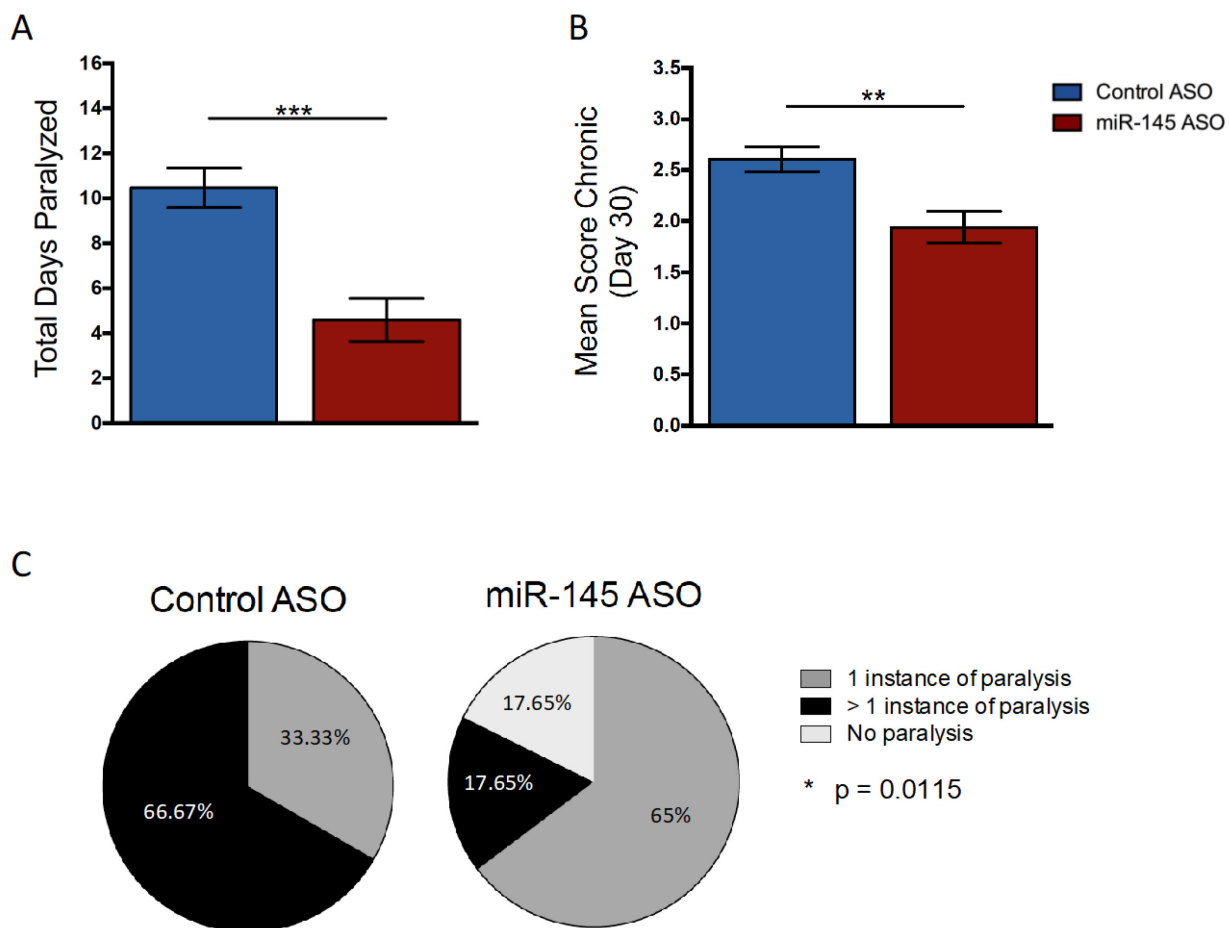 A
16
14
12
10
8
6
4
2
0
Total Days Paralyzed
***
B
3.5
3.0
2.5
2.0
1.5
1.0
0.5
0.0
Mean Score Chronic
(Day 30)
**
Control ASO
miR-145 ASO
C
Control ASO
33.33%
66.67%
miR-145 ASO
17.65%
17.65%
65%
1 instance of paralysis
> 1 instance of paralysis
No paralysis
* p = 0.0115